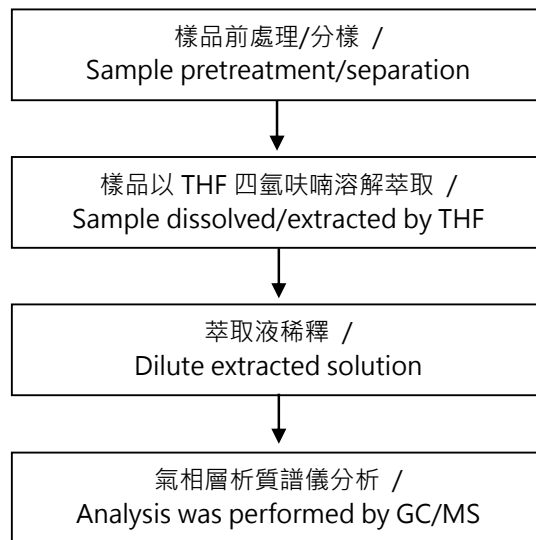 樣品前處理/分樣 /
Sample pretreatment/separation
樣品以 THF 四氫呋喃溶解萃取 /
Sample dissolved/extracted by THF
萃取液稀釋 /
Dilute extracted solution
氣相層析質譜儀分析 /
Analysis was performed by GC/MS